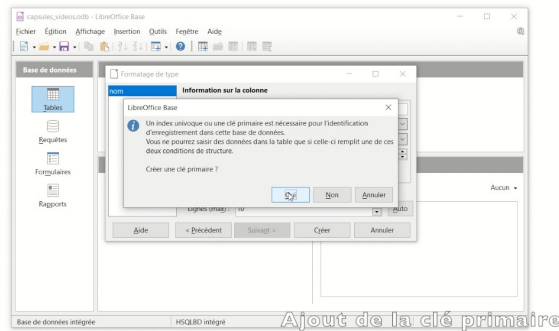 capsules_videos.odb - LibreOffice Base
Fichier Édition Affichage Insertion Outils Fenêtre Aide
Base de données
Tables
Requêtes
Formulaires
Rapports
Formatage de type
nom
Information sur la colonne
LibreOffice Base
Un index univoque ou une clé primaire est nécessaire pour l'identification
d'enregistrement dans cette base de données.
Vous ne pourrez saisir des données dans la table que si celle-ci remplit une de ces
deux conditions de structure.
Créer une clé primaire ?
Oui Non Annuler
Lignes (max) : 10 Auto
Aide < Précédent Suivant > Créer Annuler
Aucun
Base de données intégrée HSQLBD intégré
Ajout de la clé primaire